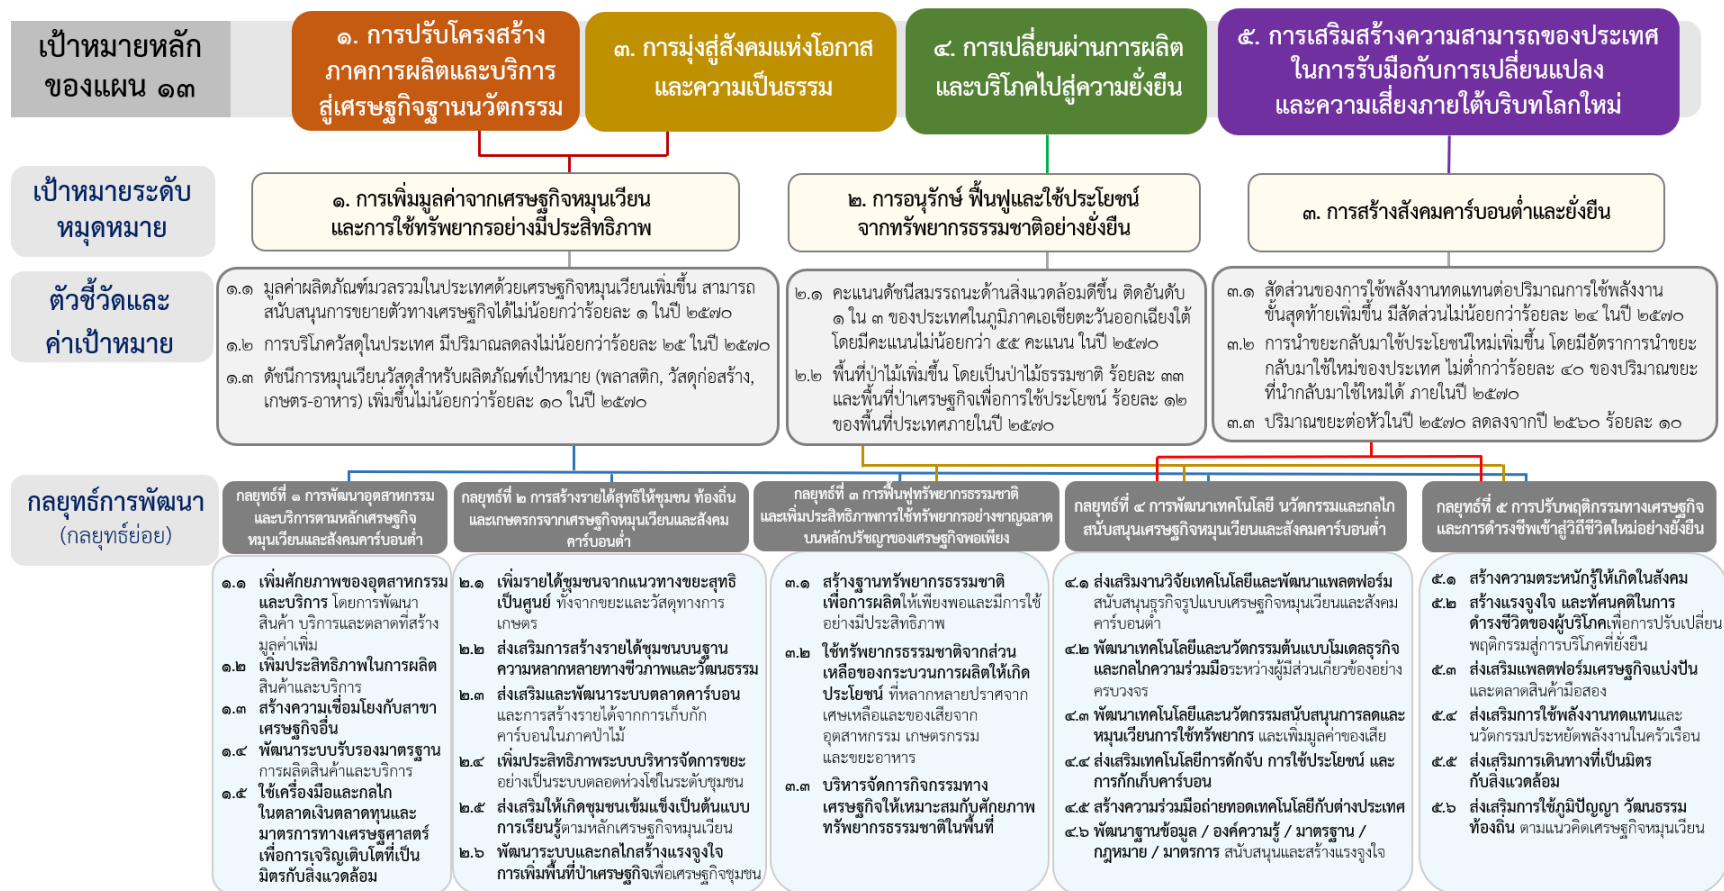 เป้าหมายหลัก
ของแผน ๑๓
๑. การปรับโครงสร้าง
ภาคการผลิตและบริการ
สู่เศรษฐกิจฐานนวัตกรรม
๓. การมุ่งสู่สังคมแห่งโอกาส
และความเป็นธรรม
๔. การเปลี่ยนผ่านการผลิต
และบริโภคไปสู่ความยั่งยืน
๕. การเสริมสร้างความสามารถของประเทศ
ในการรับมือกับการเปลี่ยนแปลง
และความเสี่ยงภายใต้บริบทโลกใหม่
เป้าหมายระดับ
หมุดหมาย
๑. การเพิ่มมูลค่าจากเศรษฐกิจหมุนเวียน
และการใช้ทรัพยากรอย่างมีประสิทธิภาพ
๒. การอนุรักษ์ ฟื้นฟูและใช้ประโยชน์
จากทรัพยากรธรรมชาติอย่างยั่งยืน
๓. การสร้างสังคมคาร์บอนต่ำและยั่งยืน
ตัวชี้วัดและ
ค่าเป้าหมาย
๑.๑ มูลค่าผลิตภัณฑ์มวลรวมในประเทศด้วยเศรษฐกิจหมุนเวียนเพิ่มขึ้น สามารถ
สนับสนุนการขยายตัวทางเศรษฐกิจได้ไม่น้อยกว่าร้อยละ ๑ ในปี ๒๕๗๐
๑.๒ การบริโภควัสดุในประเทศ มีปริมาณลดลงไม่น้อยกว่าร้อยละ ๒๕ ในปี ๒๕๗๐
๑.๓ ดัชนีการหมุนเวียนวัสดุสำหรับผลิตภัณฑ์เป้าหมาย (พลาสติก, วัสดุก่อสร้าง,
เกษตร-อาหาร) เพิ่มขึ้นไม่น้อยกว่าร้อยละ ๑๐ ในปี ๒๕๗๐
๒.๑ คะแนนดัชนีสมรรถนะด้านสิ่งแวดล้อมดีขึ้น ติดอันดับ
๑ ใน ๓ ของประเทศในภูมิภาคเอเชียตะวันออกเฉียงใต้
โดยมีคะแนนไม่น้อยกว่า ๕๕ คะแนน ในปี ๒๕๗๐
๒.๒ พื้นที่ป่าไม้เพิ่มขึ้น โดยเป็นป่าไม้ธรรมชาติ ร้อยละ ๓๓
และพื้นที่ป่าเศรษฐกิจเพื่อการใช้ประโยชน์ ร้อยละ ๑๒
ของพื้นที่ประเทศภายในปี ๒๕๗๐
๓.๑ สัดส่วนของการใช้พลังงานทดแทนต่อปริมาณการใช้พลังงาน
ขั้นสุดท้ายเพิ่มขึ้น มีสัดส่วนไม่น้อยกว่าร้อยละ ๒๔ ในปี ๒๕๗๐
๓.๒ การนำขยะกลับมาใช้ประโยชน์ใหม่เพิ่มขึ้น โดยมีอัตราการนำขยะ
กลับมาใช้ใหม่ของประเทศ ไม่ต่ำกว่าร้อยละ ๔๐ ของปริมาณขยะ
ที่นำกลับมาใช้ใหม่ได้ ภายในปี ๒๕๗๐
๓.๓ ปริมาณขยะต่อหัวในปี ๒๕๗๐ ลดลงจากปี ๒๕๖๐ ร้อยละ ๑๐
กลยุทธ์การพัฒนา
(กลยุทธ์ย่อย)
กลยุทธ์ที่ ๑ การพัฒนาอุตสาหกรรม
และบริการตามหลักเศรษฐกิจ
หมุนเวียนและสังคมคาร์บอนต่ำ
กลยุทธ์ที่ ๒ การสร้างรายได้สุทธิให้ชุมชน ท้องถิ่น
และเกษตรกรจากเศรษฐกิจหมุนเวียนและสังคม
คาร์บอนต่ำ
กลยุทธ์ที่ ๓ การฟื้นฟูทรัพยากรธรรมชาติ
และเพิ่มประสิทธิภาพการใช้ทรัพยากรอย่างชาญฉลาด
บนหลักปรัชญาของเศรษฐกิจพอเพียง
กลยุทธ์ที่ ๔ การพัฒนาเทคโนโลยี นวัตกรรมและกลไก
สนับสนุนเศรษฐกิจหมุนเวียนและสังคมคาร์บอนต่ำ
กลยุทธ์ที่ ๕ การปรับพฤติกรรมทางเศรษฐกิจ
และการดำรงชีพเข้าสู่วิถีชีวิตใหม่อย่างยั่งยืน
๑.๑ เพิ่มศักยภาพของอุตสาหกรรม
และบริการ โดยการพัฒนา
สินค้า บริการและตลาดที่สร้าง
มูลค่าเพิ่ม
๑.๒ เพิ่มประสิทธิภาพในการผลิต
สินค้าและบริการ
๑.๓ สร้างความเชื่อมโยงกับสาขา
เศรษฐกิจอื่น
๑.๔ พัฒนาระบบรับรองมาตรฐาน
การผลิตสินค้าและบริการ
๑.๕ ใช้เครื่องมือและกลไก
ในตลาดเงินตลาดทุนและ
มาตรการทางเศรษฐศาสตร์
เพื่อการเจริญเติบโตที่เป็น
มิตรกับสิ่งแวดล้อม
๒.๑ เพิ่มรายได้ชุมชนจากแนวทางขยะสุทธิ
เป็นศูนย์ ทั้งจากขยะและวัสดุทางการ
เกษตร
๒.๒ ส่งเสริมการสร้างรายได้ชุมชนบนฐาน
ความหลากหลายทางชีวภาพและวัฒนธรรม
๒.๓ ส่งเสริมและพัฒนาระบบตลาดคาร์บอน
และการสร้างรายได้จากการเก็บกัก
คาร์บอนในภาคป่าไม้
๒.๔ เพิ่มประสิทธิภาพระบบบริหารจัดการขยะ
อย่างเป็นระบบตลอดห่วงโซ่ในระดับชุมชน
๒.๕ ส่งเสริมให้เกิดชุมชนเข้มแข็งเป็นต้นแบบ
การเรียนรู้ตามหลักเศรษฐกิจหมุนเวียน
๒.๖ พัฒนาระบบและกลไกสร้างแรงจูงใจ
การเพิ่มพื้นที่ป่าเศรษฐกิจเพื่อเศรษฐกิจชุมชน
๓.๑ สร้างฐานทรัพยากรธรรมชาติ
เพื่อการผลิตให้เพียงพอและมีการใช้
อย่างมีประสิทธิภาพ
๓.๒ ใช้ทรัพยากรธรรมชาติจากส่วน
เหลือของกระบวนการผลิตให้เกิด
ประโยชน์ ที่หลากหลายปราศจาก
เศษเหลือและของเสียจาก
อุตสาหกรรม เกษตรกรรม
และขยะอาหาร
๓.๓ บริหารจัดการกิจกรรมทาง
เศรษฐกิจให้เหมาะสมกับศักยภาพ
ทรัพยากรธรรมชาติในพื้นที่
๔.๑ ส่งเสริมงานวิจัยเทคโนโลยีและพัฒนาแพลตฟอร์ม
สนับสนุนธุรกิจรูปแบบเศรษฐกิจหมุนเวียนและสังคม
คาร์บอนต่ำ
๔.๒ พัฒนาเทคโนโลยีและนวัตกรรมต้นแบบโมเดลธุรกิจ
และกลไกความร่วมมือระหว่างผู้มีส่วนเกี่ยวข้องอย่าง
ครบวงจร
๔.๓ พัฒนาเทคโนโลยีและนวัตกรรมสนับสนุนการลดและ
หมุนเวียนการใช้ทรัพยากร และเพิ่มมูลค่าของเสีย
๔.๔ ส่งเสริมเทคโนโลยีการดักจับ การใช้ประโยชน์ และ
การกักเก็บคาร์บอน
๔.๕ สร้างความร่วมมือถ่ายทอดเทคโนโลยีกับต่างประเทศ
๔.๖ พัฒนาฐานข้อมูล / องค์ความรู้ / มาตรฐาน /
กฎหมาย / มาตรการ สนับสนุนและสร้างแรงจูงใจ
๕.๑ สร้างความตระหนักรู้ให้เกิดในสังคม
๕.๒ สร้างแรงจูงใจ และทัศนคติในการ
ดำรงชีวิตของผู้บริโภคเพื่อการปรับเปลี่ยน
พฤติกรรมสู่การบริโภคที่ยั่งยืน
๕.๓ ส่งเสริมแพลตฟอร์มเศรษฐกิจแบ่งปัน
และตลาดสินค้ามือสอง
๕.๔ ส่งเสริมการใช้พลังงานทดแทนและ
นวัตกรรมประหยัดพลังงานในครัวเรือน
๕.๕ ส่งเสริมการเดินทางที่เป็นมิตร
กับสิ่งแวดล้อม
๕.๖ ส่งเสริมการใช้ภูมิปัญญา วัฒนธรรม
ท้องถิ่น ตามแนวคิดเศรษฐกิจหมุนเวียน